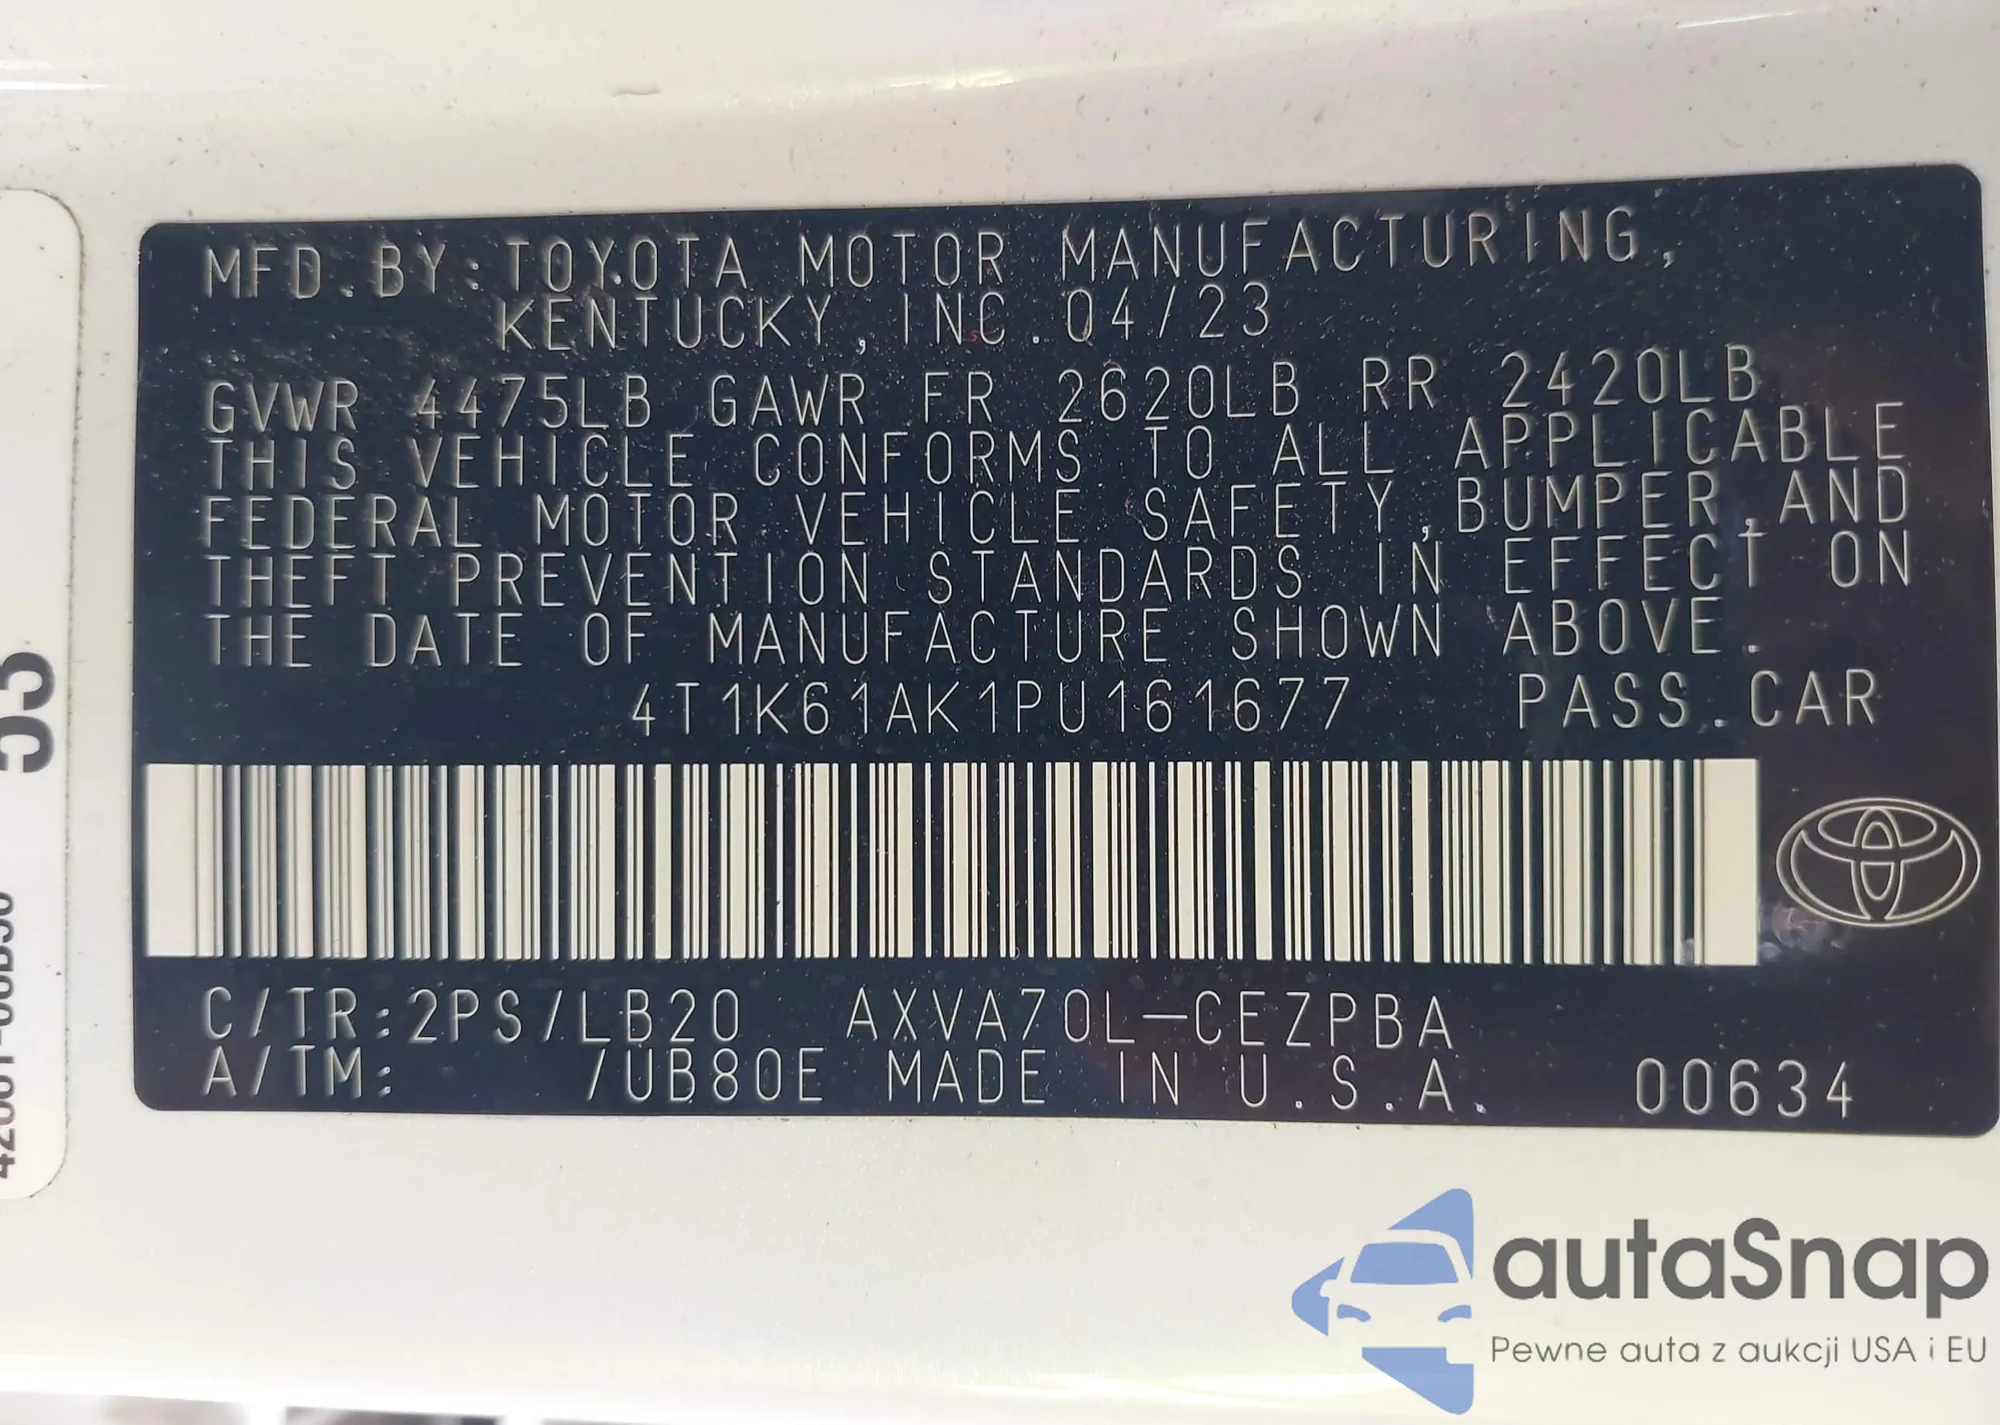 MFD.BY:TOYOTA MOTOR MANUFACTURING,
KENTUCKY,INC.04/23
GVWR 4475LB GAWR FR 2620LB RR 2420LB
THIS VEHICLE CONFORMS TO ALL APPLICABLE
FEDERAL MOTOR VEHICLE SAFETY,BUMPER,AND
THEFT PREVENTION STANDARDS IN EFFECT ON
THE DATE OF MANUFACTURE SHOWN ABOVE.
4T1K61AK1PU161677 PASS.CAR
C/TR:2PS/LB20 AXVA70L-CEZPBA
A/TM: /UB80E MADE IN U.S.A. 00634
autaSnap
Pewne auta z aukcji USA i EU